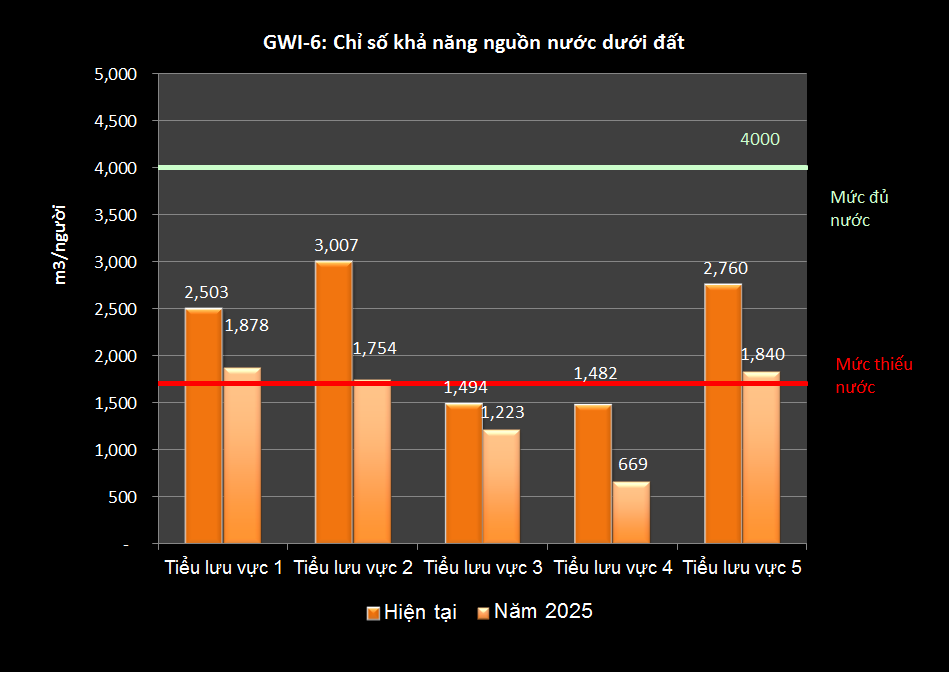 GWI-6: Chỉ số khả năng nguồn nước dưới đất
m3/người
5,000
4,500
4,000
3,500
3,000
2,500
2,000
1,500
1,000
500
-
4000
Mức đủ
nước
Mức thiếu
nước
2,503
1,878
3,007
1,754
1,494
1,223
1,482
669
2,760
1,840
Tiểu lưu vực 1
Tiểu lưu vực 2
Tiểu lưu vực 3
Tiểu lưu vực 4
Tiểu lưu vực 5
Hiện tại
Năm 2025